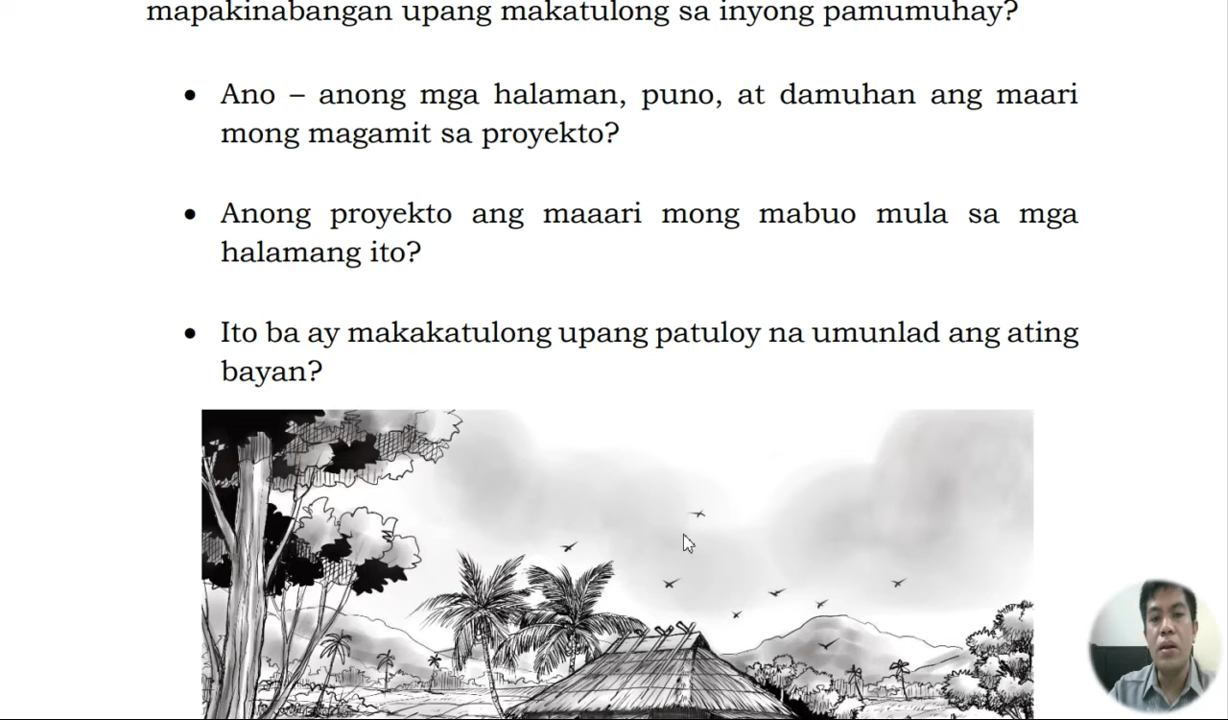 mapakinabangan upang makatulong sa inyong pamumuhay?
• Ano – anong mga halaman, puno, at damuhan ang maari
mong magamit sa proyekto?
• Anong proyekto ang maaari mong mabuo mula sa mga
halamang ito?
• Ito ba ay makakatulong upang patuloy na umunlad ang ating
bayan?